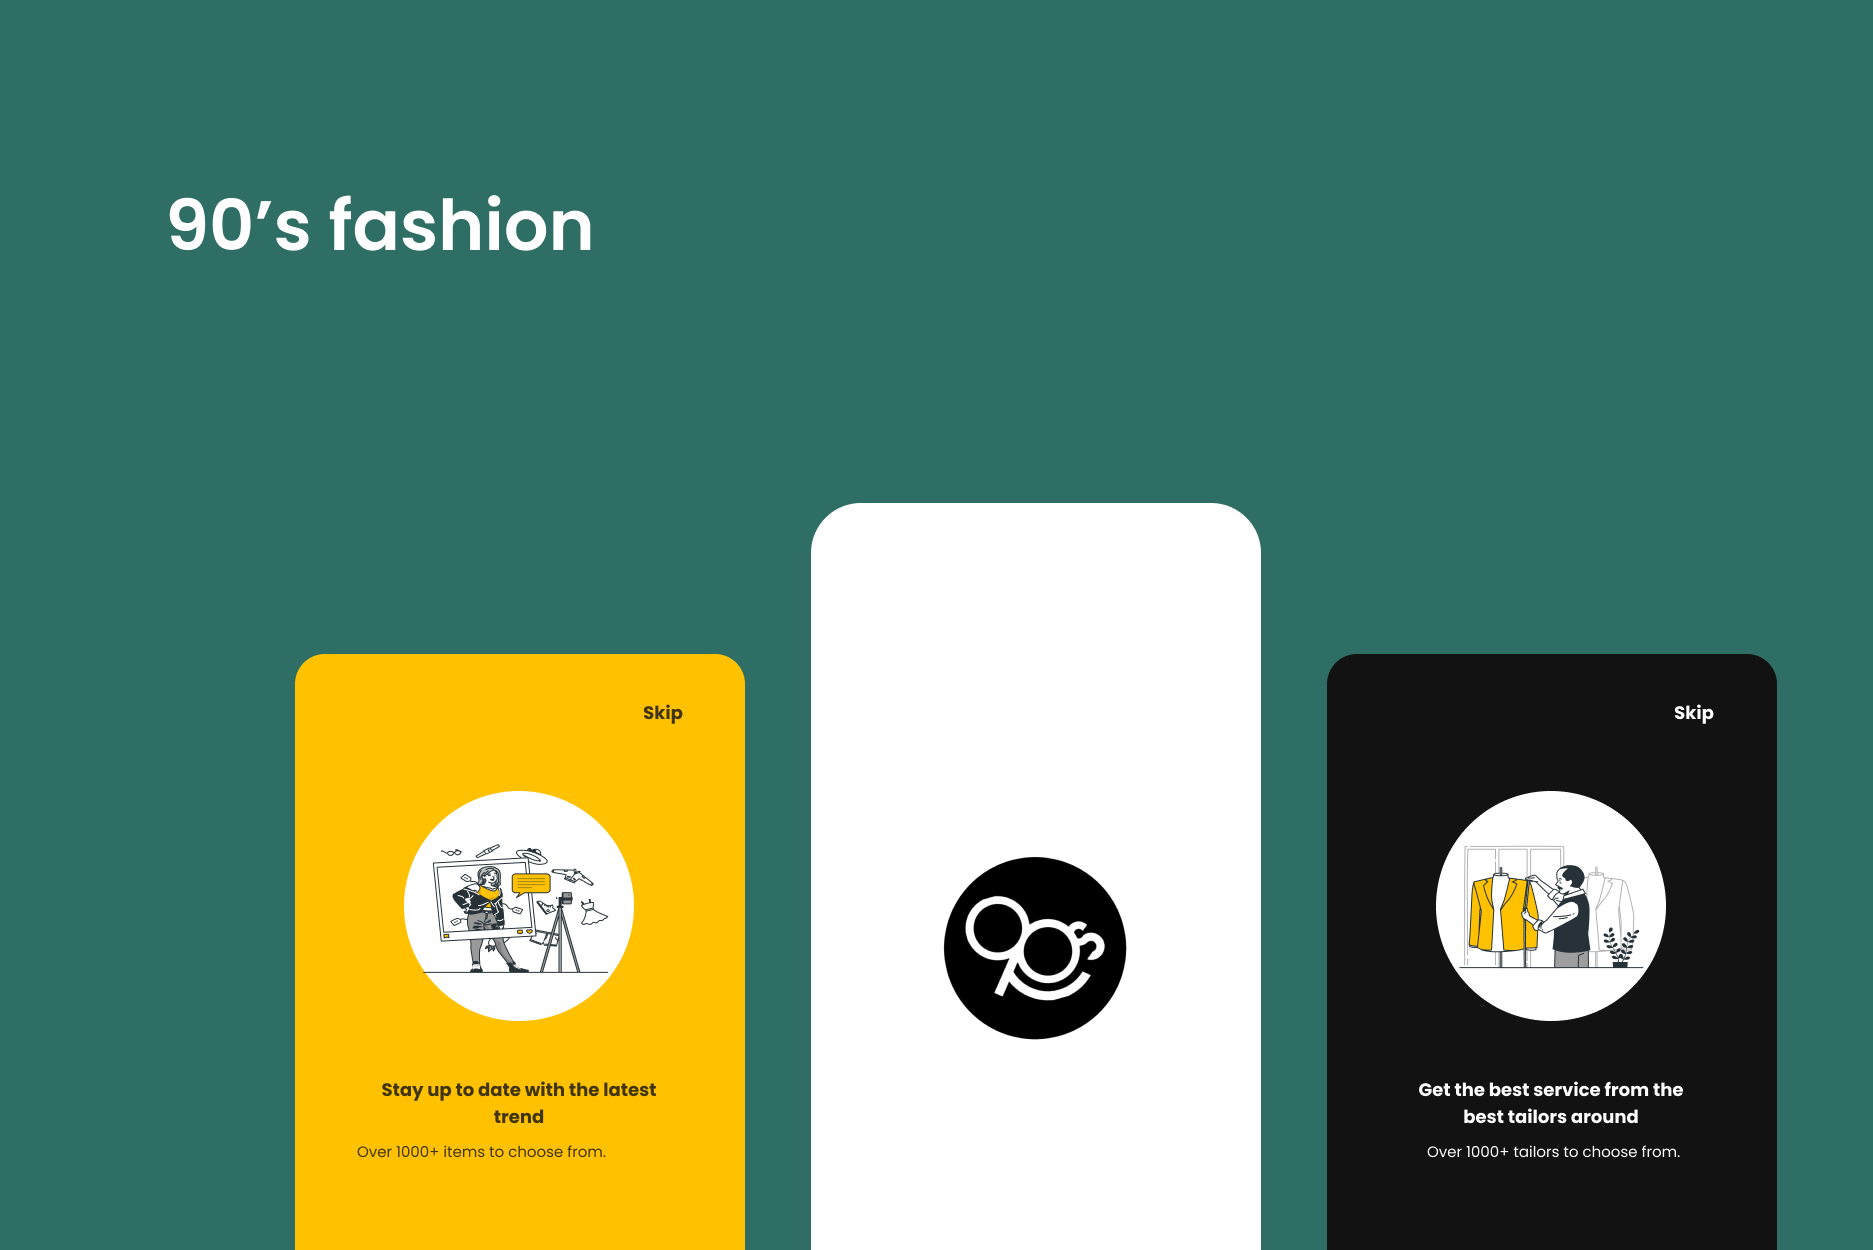 90’s fashion
Skip
Stay up to date with the latest
trend
Over 1000+ items to choose from.
90s
Skip
Get the best service from the
best tailors around
Over 1000+ tailors to choose from.